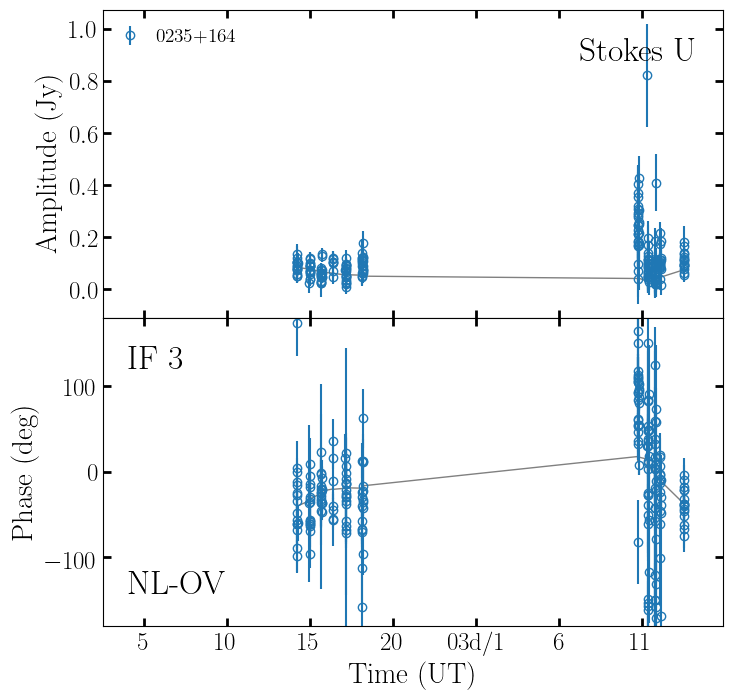 0235+164
Stokes U
1.0
0.8
0.6
0.4
0.2
0.0
Amplitude (Jy)
IF 3
100
0
−100
Phase (deg)
NL-OV
5 10 15 20 03d/1 6 11
Time (UT)